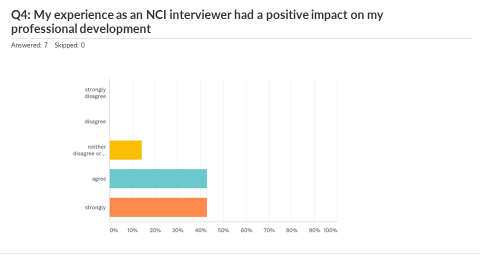 Q4: My experience as an NCI interviewer had a positive impact on my
professional development
Answered: 7 Skipped: 0
strongly
disagree
disagree
neither
disagree or...
agree
strongly
0% 10% 20% 30% 40% 50% 60% 70% 80% 90% 100%